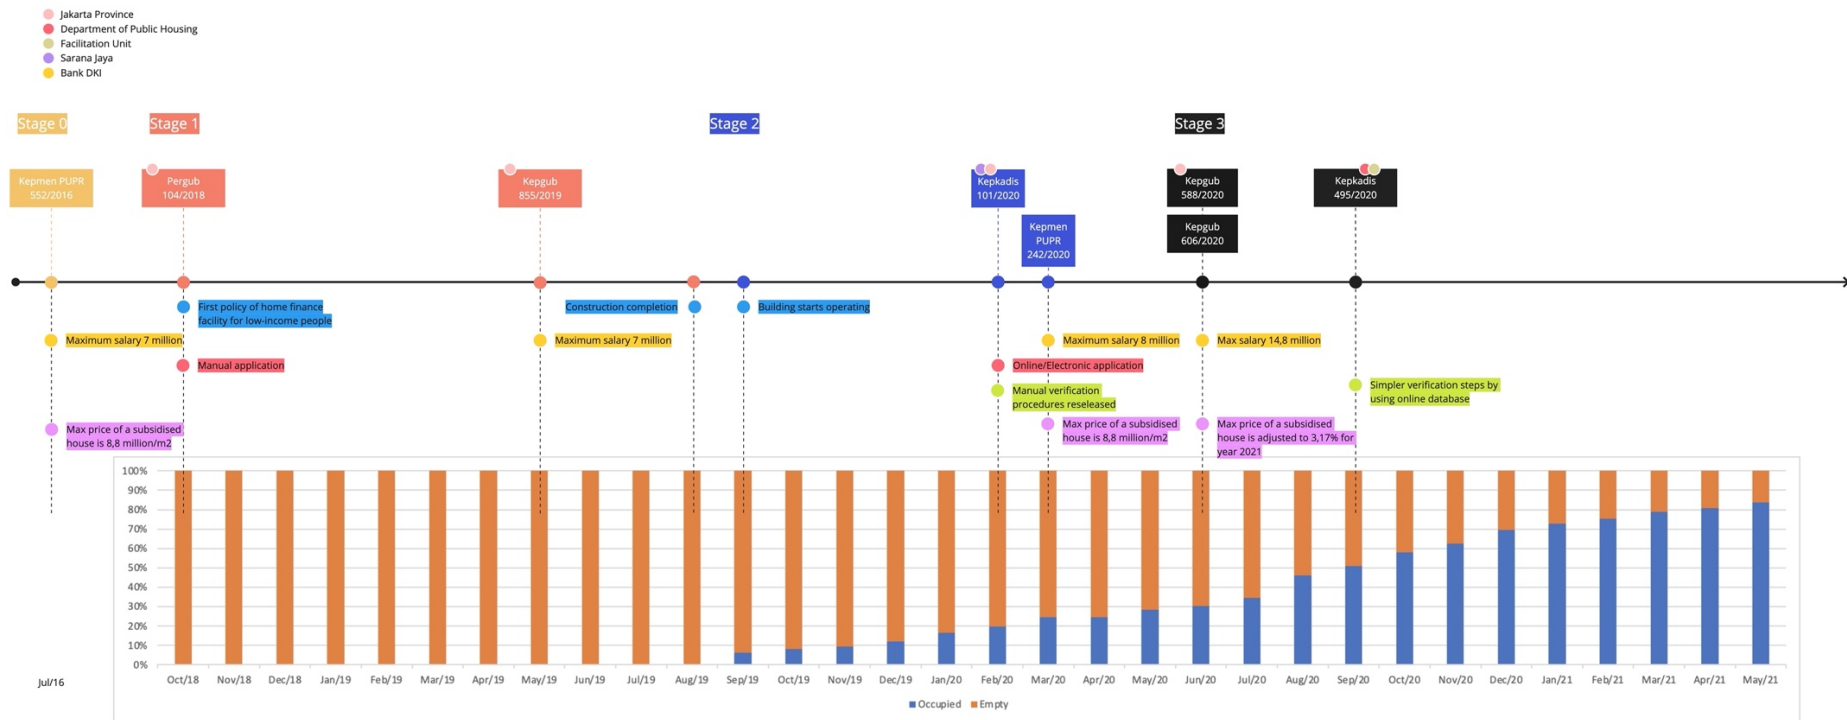 Jakarta Province
Department of Public Housing
Facilitation Unit
Sarana Jaya
Bank DKI
Stage 0
Stage 1
Stage 2
Stage 3
Kepmen PUPR
552/2016
Pergub
104/2018
Kepgub
855/2019
Kepkadis
101/2020
Kepmen
PUPR
242/2020
Kepgub
588/2020
Kepgub
606/2020
Kepkadis
495/2020
First policy of home finance
facility for low-income people
Construction completion
Building starts operating
Maximum salary 7 million
Maximum salary 7 million
Maximum salary 8 million
Max salary 14,8 million
Manual application
Online/Electronic application
Manual verification
procedures reseleased
Simpler verification steps by
using online database
Max price of a subsidised
house is 8,8 million/m2
Max price of a subsidised
house is 8,8 million/m2
Max price of a subsidised
house is adjusted to 3,17% for
year 2021
100%
90%
80%
70%
60%
50%
40%
30%
20%
10%
0%
Jul/16
Oct/18 Nov/18 Dec/18 Jan/19 Feb/19 Mar/19 Apr/19 May/19 Jun/19 Jul/19 Aug/19 Sep/19 Oct/19 Nov/19 Dec/19 Jan/20 Feb/20 Mar/20 Apr/20 May/20 Jun/20 Jul/20 Aug/20 Sep/20 Oct/20 Nov/20 Dec/20 Jan/21 Feb/21 Mar/21 Apr/21 May/21
Occupied Empty